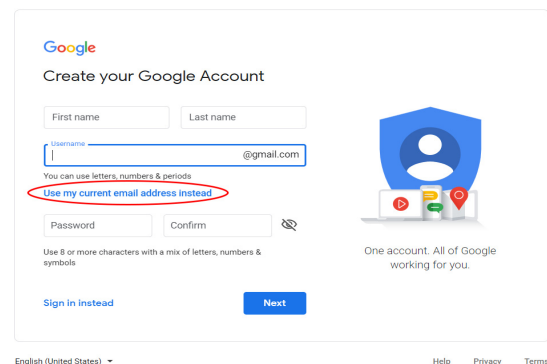 Google
Create your Google Account
First name
Last name
Username
@gmail.com
You can use letters, numbers & periods
Use my current email address instead
Password
Confirm
Use 8 or more characters with a mix of letters, numbers &
symbols
One account. All of Google
working for you.
Sign in instead
Next
English (United States)
Help
Privacy
Terms